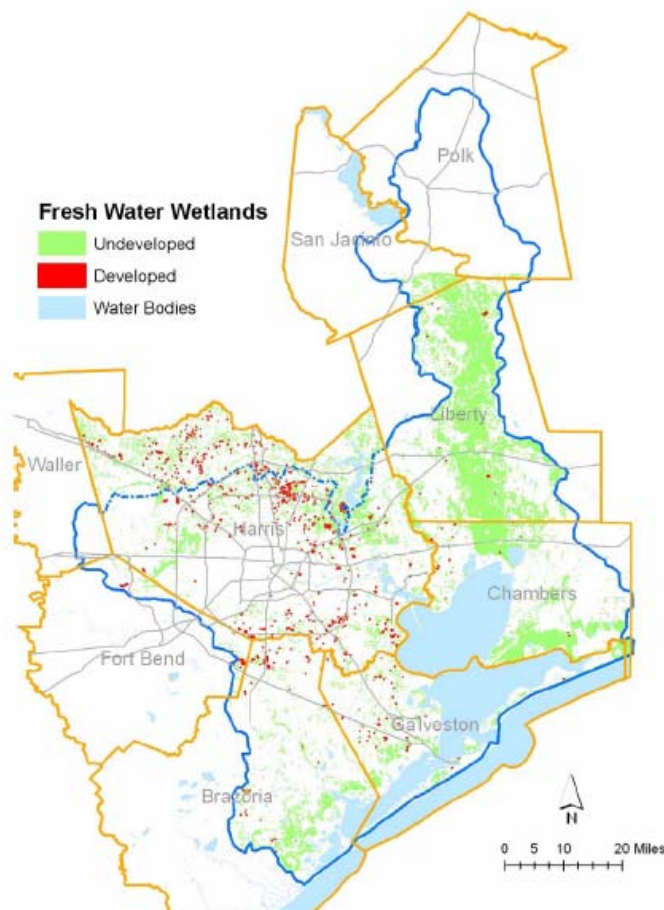 Polk
Fresh Water Wetlands
San Jacinto
Undeveloped
Developed
Water Bodies
Liberty
Waller
Harris
Chambers
Fort Bend
Galveston
Brazoria
N
0 5 10 20 Miles